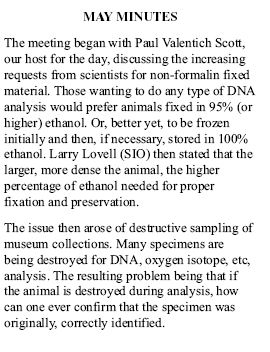 MAY MINUTES
The meeting began with Paul Valentich Scott,
our host for the day, discussing the increasing
requests from scientists for non-formalin fixed
material. Those wanting to do any type of DNA
analysis would prefer animals fixed in 95% (or
higher) ethanol. Or, better yet, to be frozen
initially and then, if necessary, stored in 100%
ethanol. Larry Lovell (SIO) then stated that the
larger, more dense the animal, the higher
percentage of ethanol needed for proper
fixation and preservation.
The issue then arose of destructive sampling of
museum collections. Many specimens are
being destroyed for DNA, oxygen isotope, etc,
analysis. The resulting problem being that if
the animal is destroyed during analysis, how
can one ever confirm that the specimen was
originally, correctly identified.